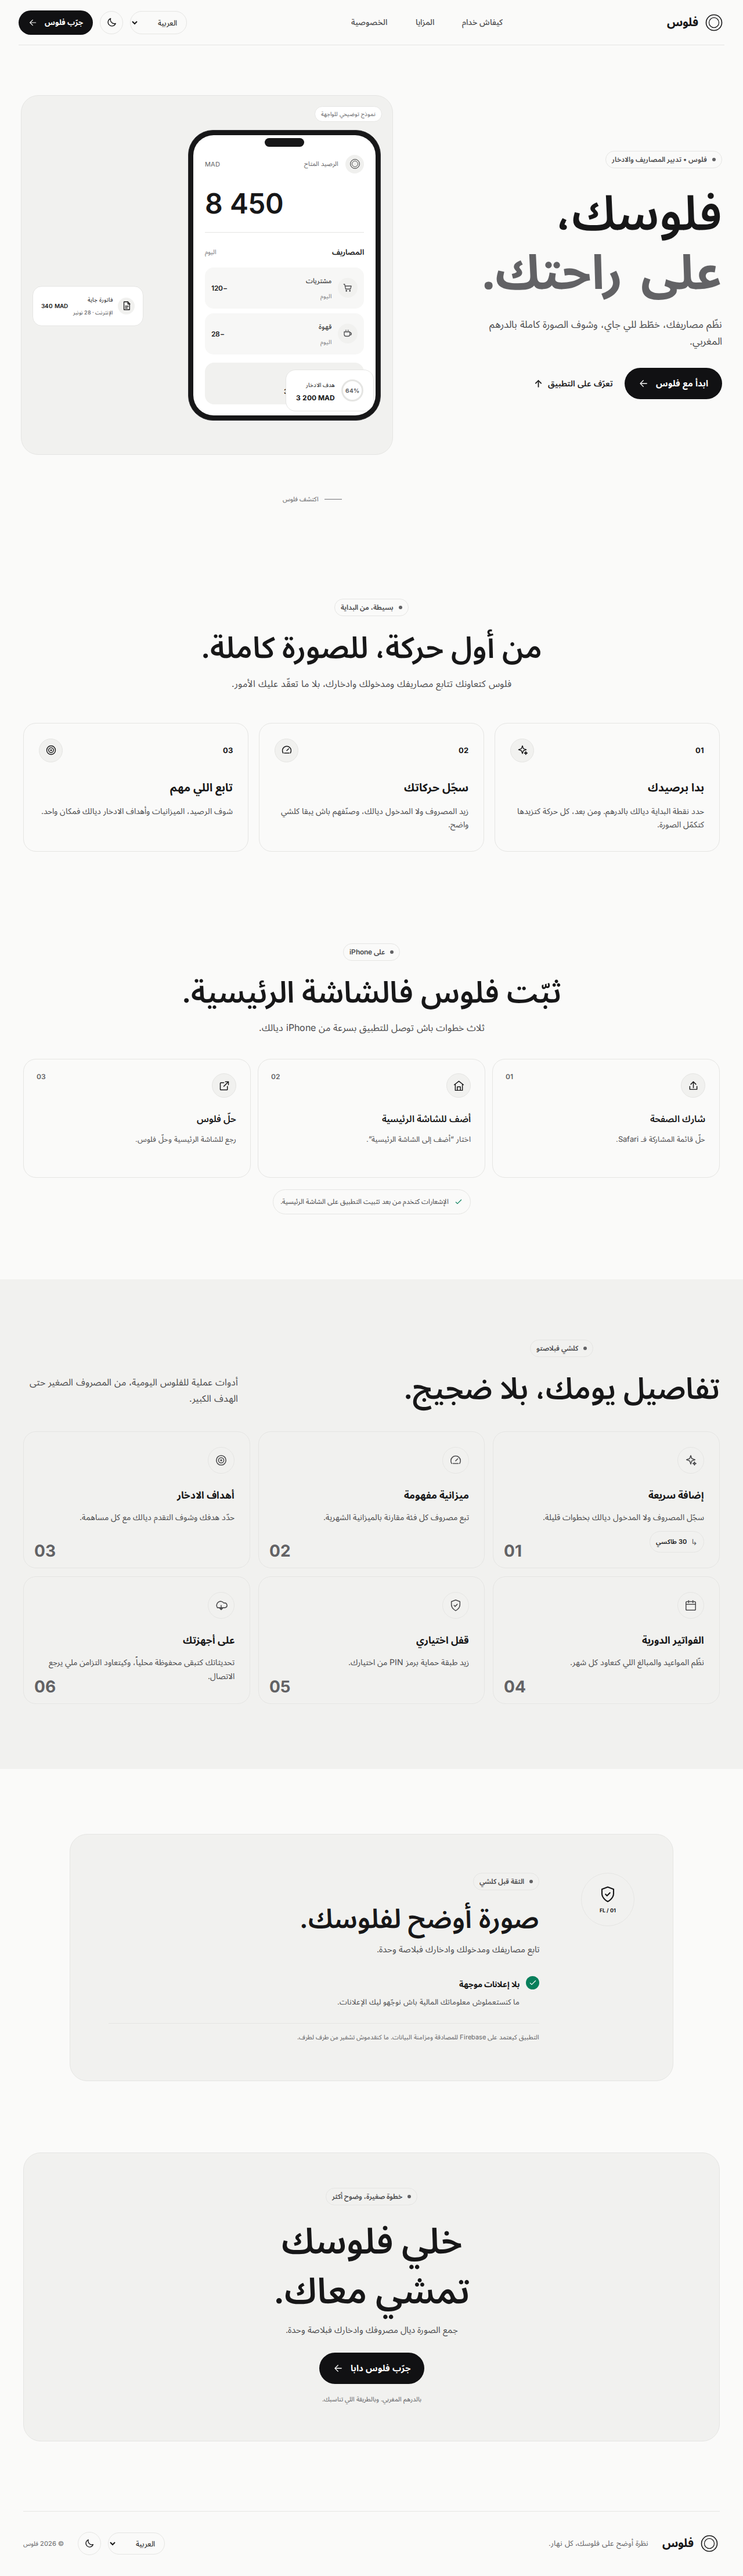 فلوس
كيفاش خدام
المزايا
الخصوصية
العربية
جرّب فلوس
فلوس • تدبير المصاريف والادخار
فلوسك،
على راحتك.
نظّم مصاريفك، خطّط للي جاي، وشوف الصورة كاملة بالدرهم
المغربي.
ابدأ مع فلوس
تعرّف على التطبيق
نموذج توضيحي للواجهة
الرصيد المتاح
MAD
8 450
المصاريف
اليوم
مشتريات
اليوم
−120
قهوة
اليوم
−28
64%
هدف الادخار
3 200 MAD
فاتورة جاية
الإنترنت · 28 نونبر
340 MAD
اكتشف فلوس
بسيطة، من البداية
من أول حركة، للصورة كاملة.
فلوس كتعاونك تتابع مصاريفك ومدخولك وادخارك، بلا ما تعقّد عليك الأمور.
01
بدا برصيدك
حدد نقطة البداية ديالك بالدرهم. ومن بعد، كل حركة كتزيدها
كتكمّل الصورة.
02
سجّل حركاتك
زيد المصروف ولا المدخول ديالك، وصنّفهم باش يبقا كلشي
واضح.
03
تابع اللي مهم
شوف الرصيد، الميزانيات وأهداف الادخار ديالك فمكان واحد.
على iPhone
ثبّت فلوس فالشاشة الرئيسية.
ثلاث خطوات باش توصل للتطبيق بسرعة من iPhone ديالك.
01
شارك الصفحة
حلّ قائمة المشاركة فـ Safari.
02
أضف للشاشة الرئيسية
اختار "أضف إلى الشاشة الرئيسية".
03
حلّ فلوس
رجع للشاشة الرئيسية وحلّ فلوس.
الإشعارات كتخدم من بعد تثبيت التطبيق على الشاشة الرئيسية.
كلشي فبلاصتو
تفاصيل يومك، بلا ضجيج.
أدوات عملية للفلوس اليومية، من المصروف الصغير حتى
الهدف الكبير.
إضافة سريعة
سجّل المصروف ولا المدخول ديالك بخطوات قليلة.
30 طاكسي
01
ميزانية مفهومة
تبع مصروف كل فئة مقارنة بالميزانية الشهرية.
02
أهداف الادخار
حدّد هدفك وشوف التقدم ديالك مع كل مساهمة.
03
الفواتير الدورية
نظّم المواعيد والمبالغ اللي كتعاود كل شهر.
04
قفل اختياري
زيد طبقة حماية برمز PIN من اختيارك.
05
على أجهزتك
تحديثاتك كتبقى محفوظة محلياً، وكيتعاود التزامن ملي يرجع
الاتصال.
06
FL / 01
الثقة قبل كلشي
صورة أوضح لفلوسك.
تابع مصاريفك ومدخولك وادخارك فبلاصة وحدة.
بلا إعلانات موجهة
ما كنستعملوش معلوماتك المالية باش نوجّهو ليك الإعلانات.
التطبيق كيعتمد على Firebase للمصادقة ومزامنة البيانات. ما كنقدموش تشفير من طرف لطرف.
خطوة صغيرة، وضوح أكثر
خلي فلوسك
تمشي معاك.
جمع الصورة ديال مصروفك وادخارك فبلاصة وحدة.
جرّب فلوس دابا
بالدرهم المغربي. وبالطريقة اللي تناسبك.
فلوس
نظرة أوضح على فلوسك، كل نهار.
العربية
© 2026 فلوس